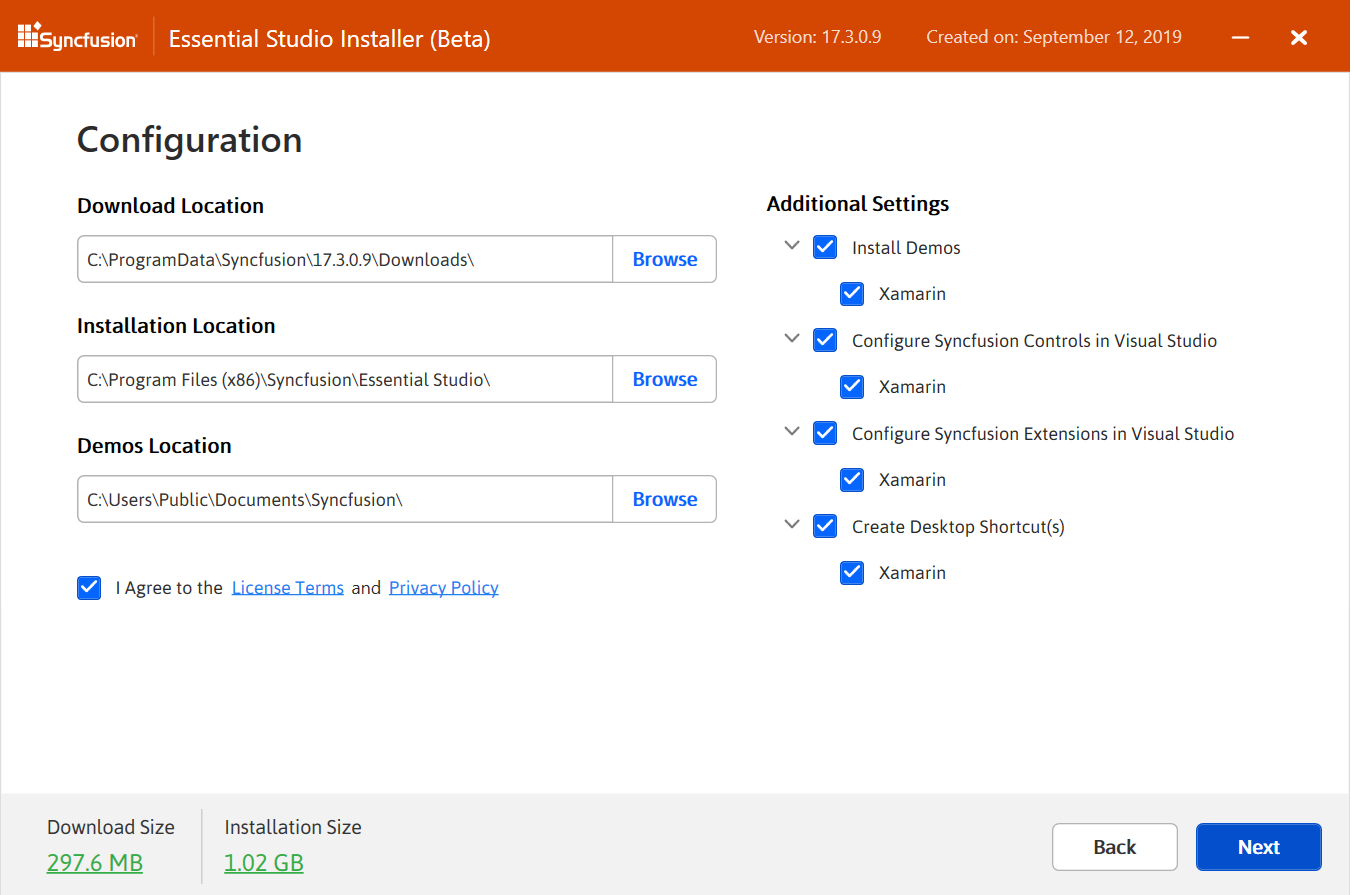 Syncfusion
Essential Studio Installer (Beta)
Version: 17.3.0.9
Created on: September 12, 2019
Configuration
Download Location
C:\ProgramData\Syncfusion\17.3.0.9\Downloads\
Browse
Installation Location
C:\Program Files (x86)\Syncfusion\Essential Studio\
Browse
Demos Location
C:\Users\Public\Documents\Syncfusion\
Browse
I Agree to the License Terms and Privacy Policy
Additional Settings
Install Demos
Xamarin
Configure Syncfusion Controls in Visual Studio
Xamarin
Configure Syncfusion Extensions in Visual Studio
Xamarin
Create Desktop Shortcut(s)
Xamarin
Download Size
297.6 MB
Installation Size
1.02 GB
Back
Next